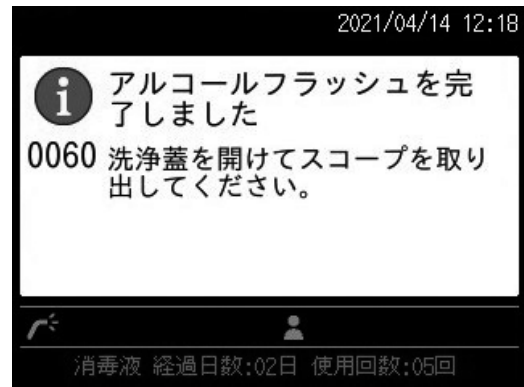 2021/04/14 12:18
アルコールフラッシュを完
了しました
0060 洗浄蓋を開けてスコープを取り
出してください。
消毒液 経過日数:02日 使用回数:05回